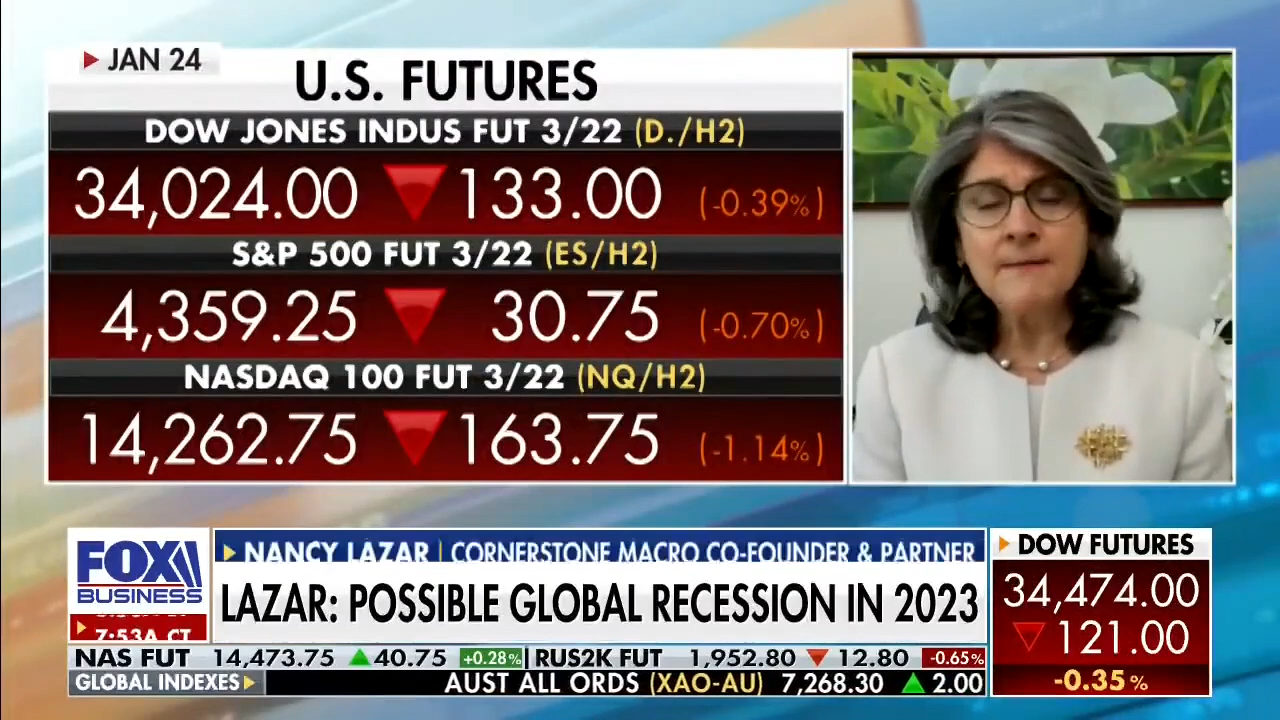 JAN 24
U.S. FUTURES
DOW JONES INDUS FUT 3/22 (D./H2)
34,024.00 ▼ 133.00 (-0.39%)
S&P 500 FUT 3/22 (ES/H2)
4,359.25 ▼ 30.75 (-0.70%)
NASDAQ 100 FUT 3/22 (NQ/H2)
14,262.75 ▼ 163.75 (-1.14%)
FOX
BUSINESS
7:53A CT
NANCY LAZAR | CORNERSTONE MACRO CO-FOUNDER & PARTNER
LAZAR: POSSIBLE GLOBAL RECESSION IN 2023
DOW FUTURES
34,474.00
▼ 121.00
-0.35%
NAS FUT 14,473.75 ▲ 40.75 +0.28% RUS2K FUT 1,952.80 ▼ 12.80 -0.65%
GLOBAL INDEXES AUST ALL ORDS (XAO-AU) 7,268.30 ▲ 2.00